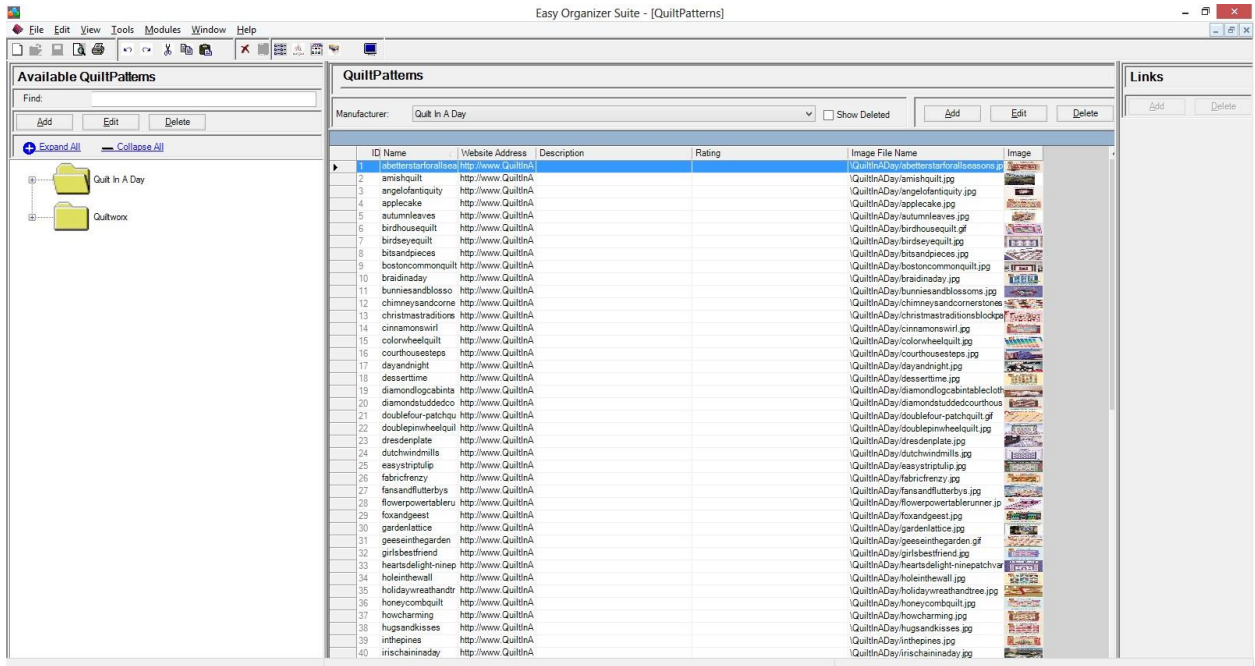 Easy Organizer Suite - [QuiltPatterns]
File Edit View Tools Modules Window Help
Available QuiltPatterns
Find:
Add Edit Delete
Expand All Collapse All
Quilt In A Day
Quiltworx
QuiltPatterns
Manufacturer: Quilt In A Day Show Deleted Add Edit Delete
ID Name Website Address Description Rating Image File Name Image
1 abetterstarforallsea http://www.QuiltInA \QuiltInADay/abetterstarforallseasons.jp
2 amishquilt http://www.QuiltInA \QuiltInADay/amishquilt.jpg
3 angelofantiquity http://www.QuiltInA \QuiltInADay/angelofantiquity.jpg
4 applecake http://www.QuiltInA \QuiltInADay/applecake.jpg
5 autumnleaves http://www.QuiltInA \QuiltInADay/autumnleaves.jpg
6 birdhousequilt http://www.QuiltInA \QuiltInADay/birdhousequilt.gif
7 birdseyequilt http://www.QuiltInA \QuiltInADay/birdseyequilt.jpg
8 bitsandpieces http://www.QuiltInA \QuiltInADay/bitsandpieces.jpg
9 bostoncommonquilt http://www.QuiltInA \QuiltInADay/bostoncommonquilt.jpg
10 braidinaday http://www.QuiltInA \QuiltInADay/braidinaday.jpg
11 bunniesandblosso http://www.QuiltInA \QuiltInADay/bunniesandblossoms.jpg
12 chimneysandcorne http://www.QuiltInA \QuiltInADay/chimneysandcornerstones
13 christmastraditions http://www.QuiltInA \QuiltInADay/christmastraditionsblockpa
14 cinnamonswirl http://www.QuiltInA \QuiltInADay/cinnamonswirl.jpg
15 colorwheelquilt http://www.QuiltInA \QuiltInADay/colorwheelquilt.jpg
16 courthousesteps http://www.QuiltInA \QuiltInADay/courthousesteps.jpg
17 dayandnight http://www.QuiltInA \QuiltInADay/dayandnight.jpg
18 desserttime http://www.QuiltInA \QuiltInADay/desserttime.jpg
19 diamondlogcabinta http://www.QuiltInA \QuiltInADay/diamondlogcabintablecloth
20 diamondstuddedco http://www.QuiltInA \QuiltInADay/diamondstuddedcourthous
21 doublefour-patchqu http://www.QuiltInA \QuiltInADay/doublefour-patchquilt.gif
22 doublepinwheelquil http://www.QuiltInA \QuiltInADay/doublepinwheelquilt.jpg
23 dresdenplate http://www.QuiltInA \QuiltInADay/dresdenplate.jpg
24 dutchwindmills http://www.QuiltInA \QuiltInADay/dutchwindmills.jpg
25 easystriptulip http://www.QuiltInA \QuiltInADay/easystriptulip.jpg
26 fabricfrenzy http://www.QuiltInA \QuiltInADay/fabricfrenzy.jpg
27 fansandflutterbys http://www.QuiltInA \QuiltInADay/fansandflutterbys.jpg
28 flowerpowertableru http://www.QuiltInA \QuiltInADay/flowerpowertablerunner.jp
29 foxandgeest http://www.QuiltInA \QuiltInADay/foxandgeest.jpg
30 gardenlattice http://www.QuiltInA \QuiltInADay/gardenlattice.jpg
31 geeseinthegarden http://www.QuiltInA \QuiltInADay/geeseinthegarden.gif
32 girlsbestfriend http://www.QuiltInA \QuiltInADay/girlsbestfriend.jpg
33 heartsdelight-ninep http://www.QuiltInA \QuiltInADay/heartsdelight-ninepatchvar
34 holeinthewall http://www.QuiltInA \QuiltInADay/holeinthewall.jpg
35 holidaywreathandtr http://www.QuiltInA \QuiltInADay/holidaywreathandtree.jpg
36 honeycombquilt http://www.QuiltInA \QuiltInADay/honeycombquilt.jpg
37 howcharming http://www.QuiltInA \QuiltInADay/howcharming.jpg
38 hugsandkisses http://www.QuiltInA \QuiltInADay/hugsandkisses.jpg
39 inthepines http://www.QuiltInA \QuiltInADay/inthepines.jpg
40 irischaininaday http://www.QuiltInA \QuiltInADay/irischaininaday.jpg
Links
Add Delete